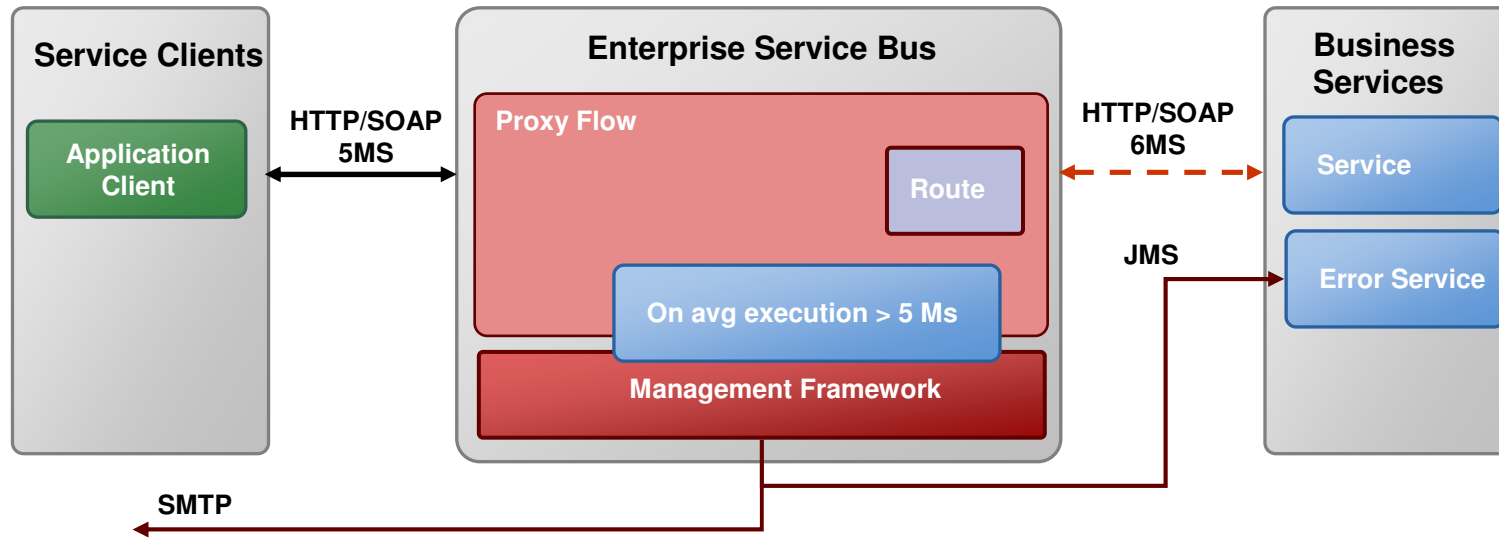 Service Clients
Application
Client
HTTP/SOAP
5MS
Enterprise Service Bus
Proxy Flow
Route
On avg execution > 5 Ms
Management Framework
HTTP/SOAP
6MS
JMS
Business
Services
Service
Error Service
SMTP